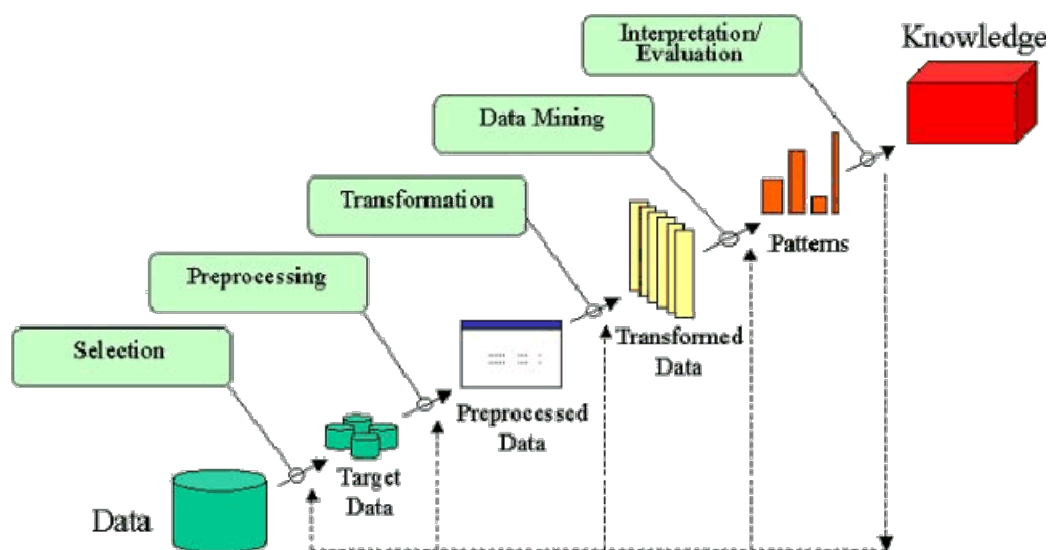 Interpretation/
Evaluation
Knowledge
Data Mining
Transformation
Patterns
Preprocessing
Transformed
Data
Selection
Preprocessed
Data
Target
Data
Data